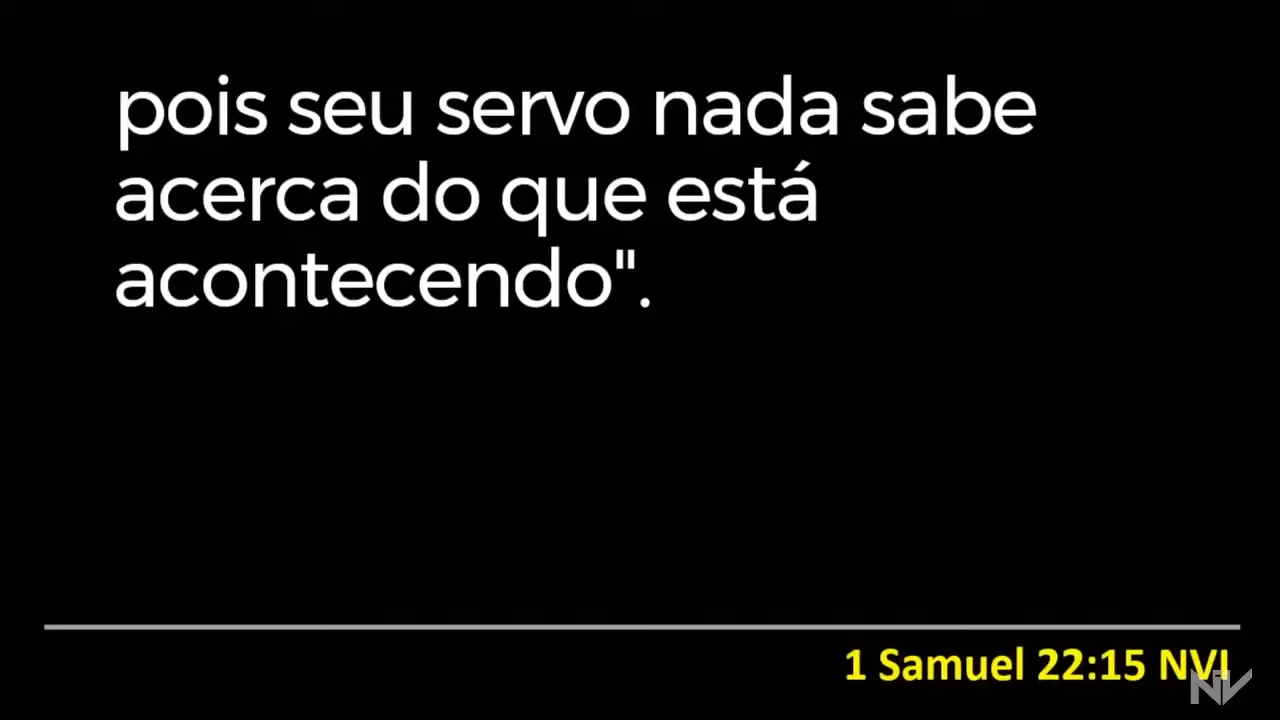 pois seu servo nada sabe
acerca do que está
acontecendo".
1 Samuel 22:15 NVI